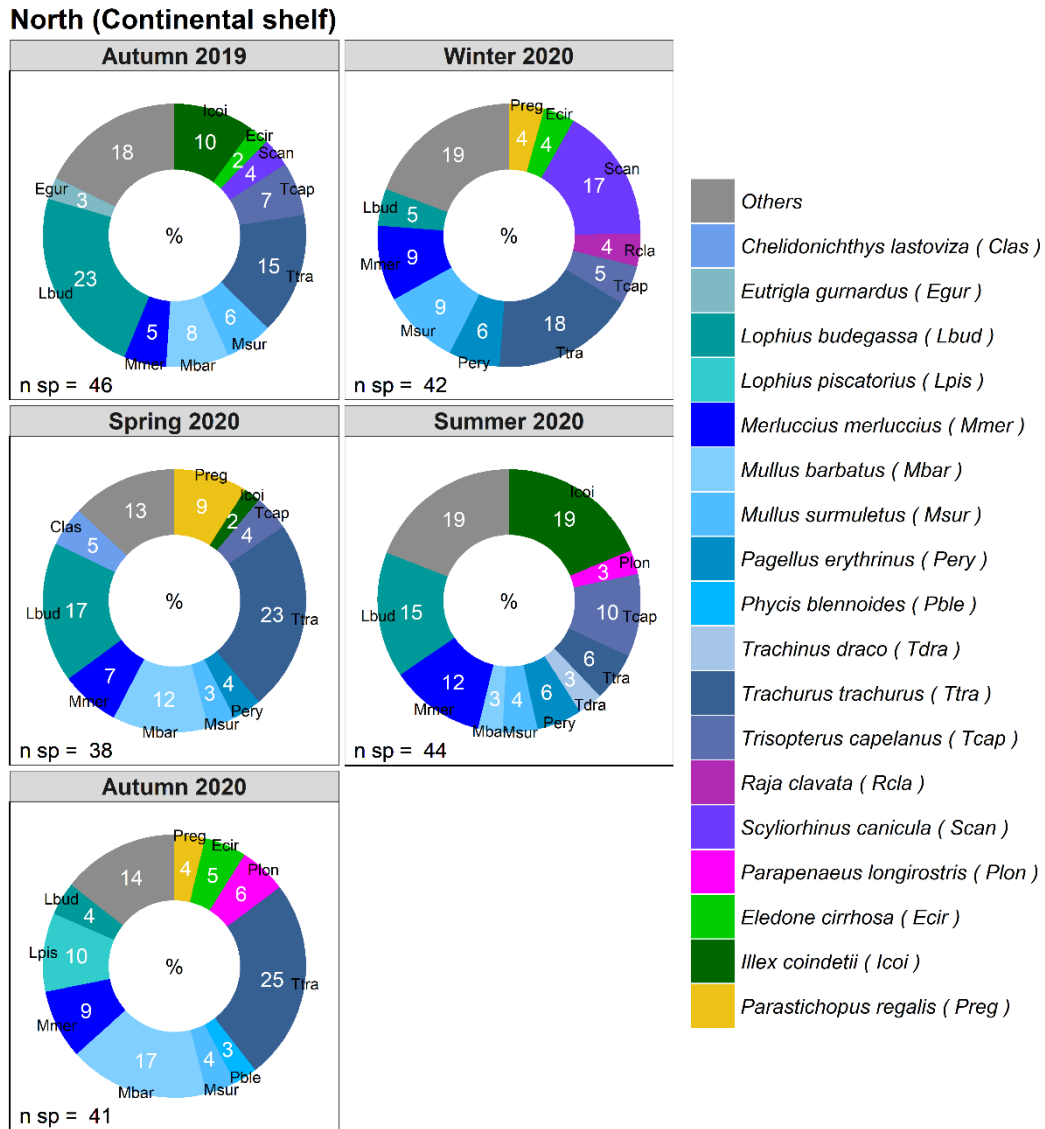 North (Continental shelf)
Autumn 2019
Icoi
10
Ecir
2
Scan
4
Tcap
7
Ttra
15
Msur
6
Mbar
8
Mmer
5
Lbud
23
Egur
3
18
%
n sp = 46
Winter 2020
Preg
4
Ecir
4
Scan
17
Rcla
4
Tcap
5
Ttra
18
Pery
6
Msur
9
Mmer
9
Lbud
5
19
%
n sp = 42
Spring 2020
Preg
9
Icoi
2
Tcap
4
Ttra
23
Pery
4
Msur
3
Mbar
12
Mmer
7
Lbud
17
Clas
5
13
%
n sp = 38
Summer 2020
Icoi
19
Plon
3
Tcap
10
Ttra
6
Tdra
3
Pery
6
Msur
4
Mba
3
Mmer
12
Lbud
15
19
%
n sp = 44
Autumn 2020
Preg
4
Ecir
5
Plon
6
Ttra
25
Pble
3
Msur
4
Mbar
17
Mmer
9
Lpis
10
Lbud
4
14
%
n sp = 41
Others
Chelidonichthys lastoviza ( Clas )
Eutrigla gurnardus ( Egur )
Lophius budegassa ( Lbud )
Lophius piscatorius ( Lpis )
Merluccius merluccius ( Mmer )
Mullus barbatus ( Mbar )
Mullus surmuletus ( Msur )
Pagellus erythrinus ( Pery )
Phycis blennoides ( Pble )
Trachinus draco ( Tdra )
Trachurus trachurus ( Ttra )
Trisopterus capelanus ( Tcap )
Raja clavata ( Rcla )
Scyliorhinus canicula ( Scan )
Parapenaeus longirostris ( Plon )
Eledone cirrhosa ( Ecir )
Illex coindetii ( Icoi )
Parastichopus regalis ( Preg )